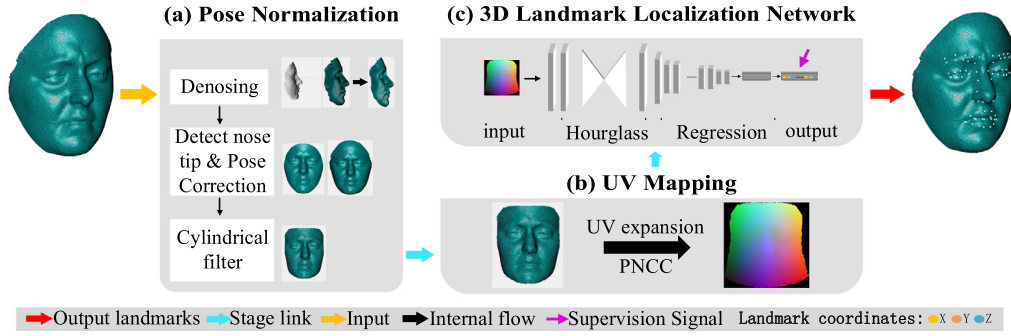 (a) Pose Normalization
Denosing
Detect nose
tip & Pose
Correction
Cylindrical
filter
(c) 3D Landmark Localization Network
input
Hourglass
Regression
output
(b) UV Mapping
UV expansion
PNCC
Output landmarks
Stage link
Input
Internal flow
Supervision Signal
Landmark coordinates: X Y Z